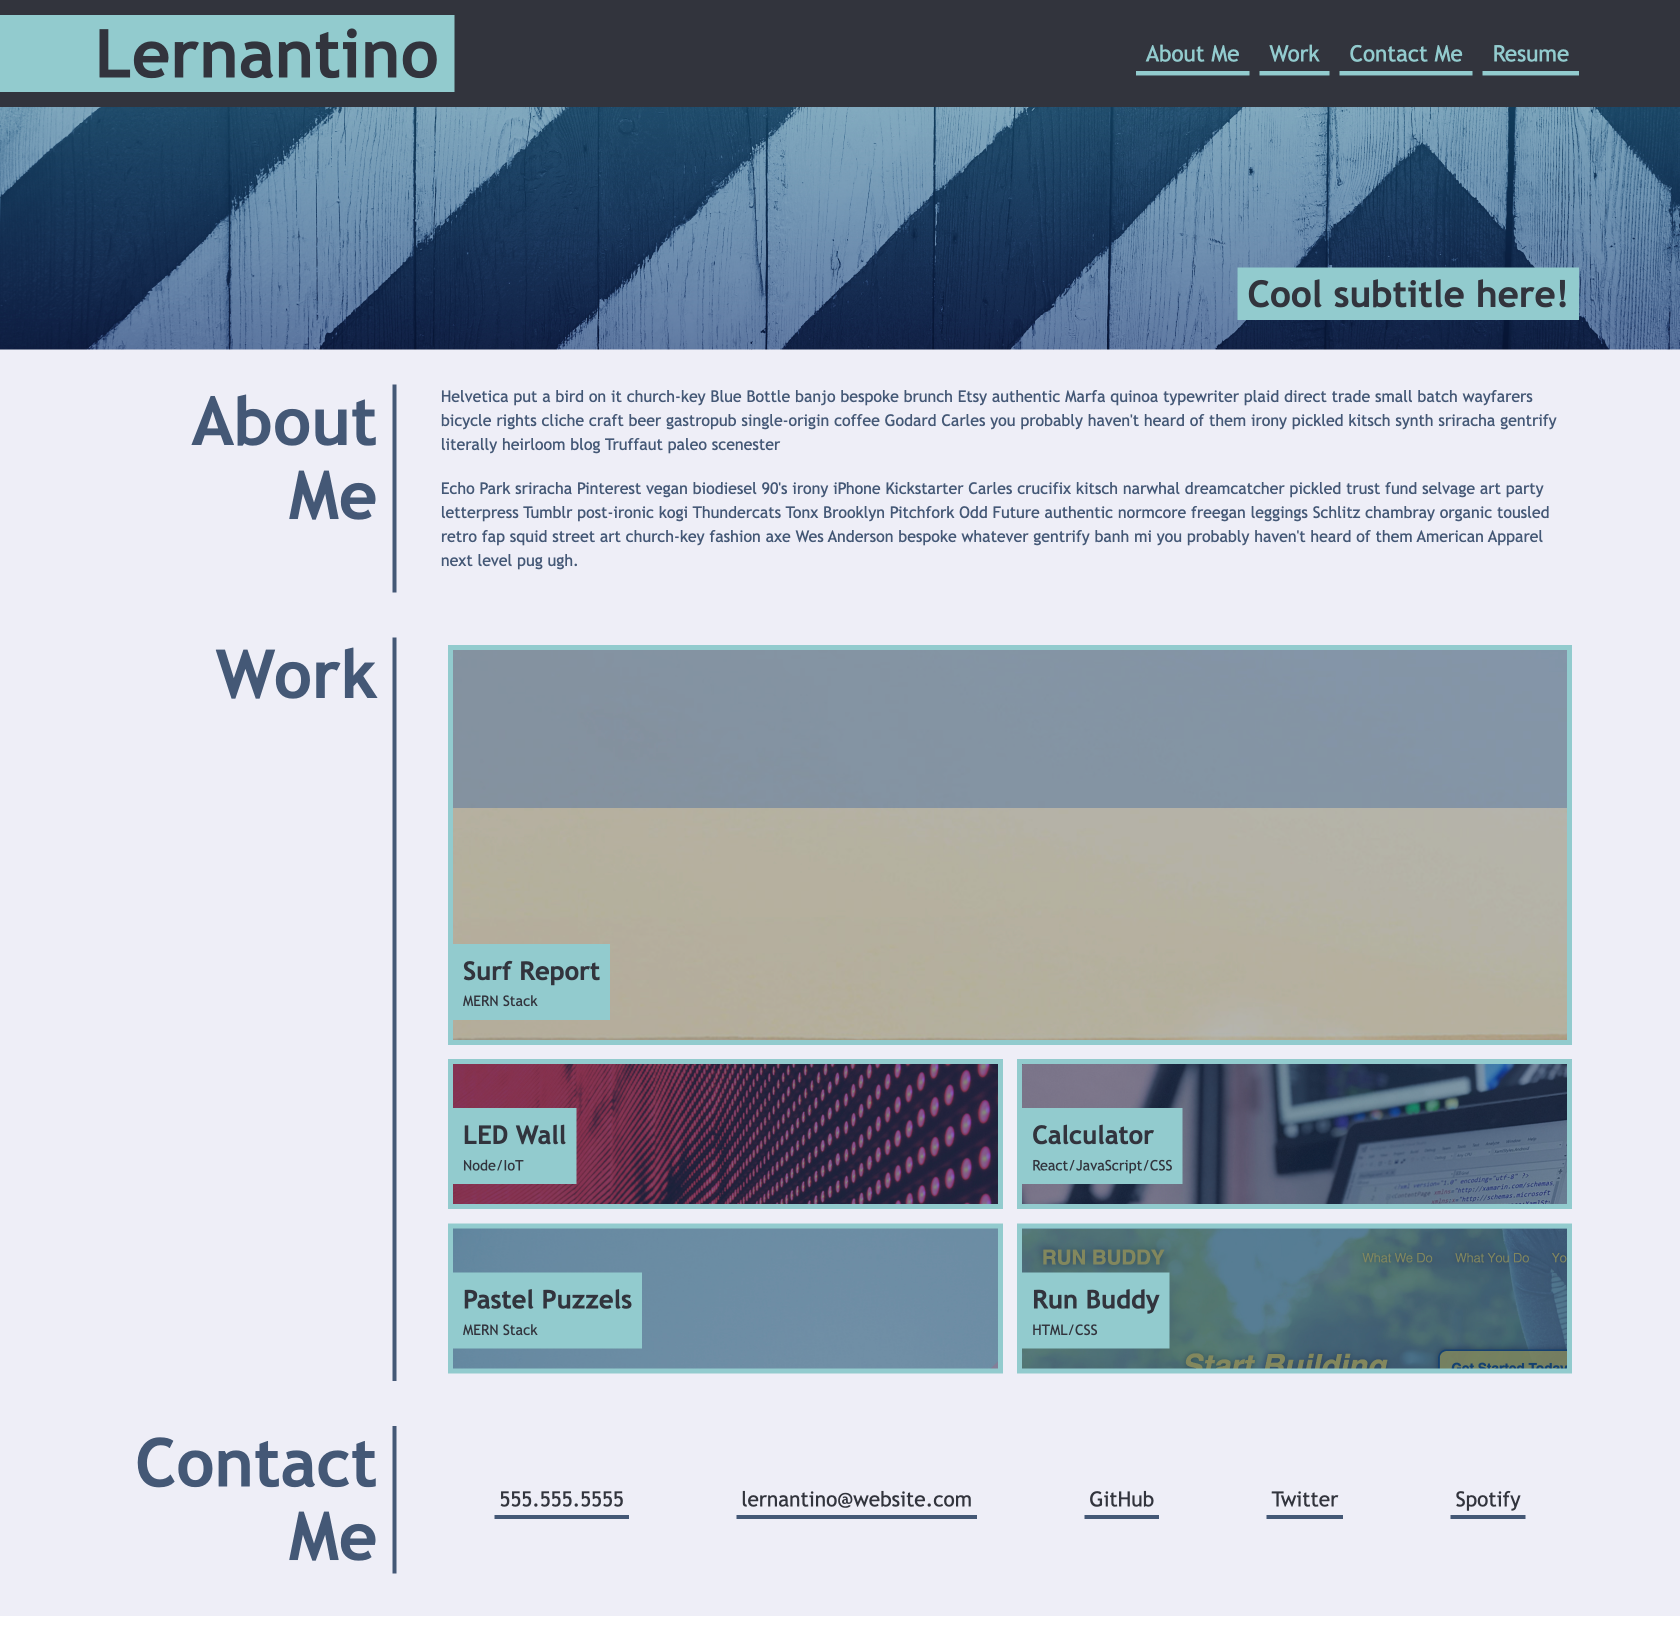 Lernantino
About Me
Work
Contact Me
Resume
Cool subtitle here!
About
Me
Helvetica put a bird on it church-key Blue Bottle banjo bespoke brunch Etsy authentic Marfa quinoa typewriter plaid direct trade small batch wayfarers
bicycle rights cliche craft beer gastropub single-origin coffee Godard Carles you probably haven't heard of them irony pickled kitsch synth sriracha gentrify
literally heirloom blog Truffaut paleo scenester
Echo Park sriracha Pinterest vegan biodiesel 90's irony iPhone Kickstarter Carles crucifix kitsch narwhal dreamcatcher pickled trust fund selvage art party
letterpress Tumblr post-ironic kogi Thundercats Tonx Brooklyn Pitchfork Odd Future authentic normcore freegan leggings Schlitz chambray organic tousled
retro fap squid street art church-key fashion axe Wes Anderson bespoke whatever gentrify banh mi you probably haven't heard of them American Apparel
next level pug ugh.
Work
Surf Report
MERN Stack
LED Wall
Node/IoT
Calculator
React/JavaScript/CSS
<?xml version="1.0" encoding="utf-8" ?>
Pastel Puzzels
MERN Stack
RUN BUDDY
What We Do
What You Do
Yo
Run Buddy
HTML/CSS
Start Building
Get Started Today
Contact
Me
555.555.5555
lernantino@website.com
GitHub
Twitter
Spotify